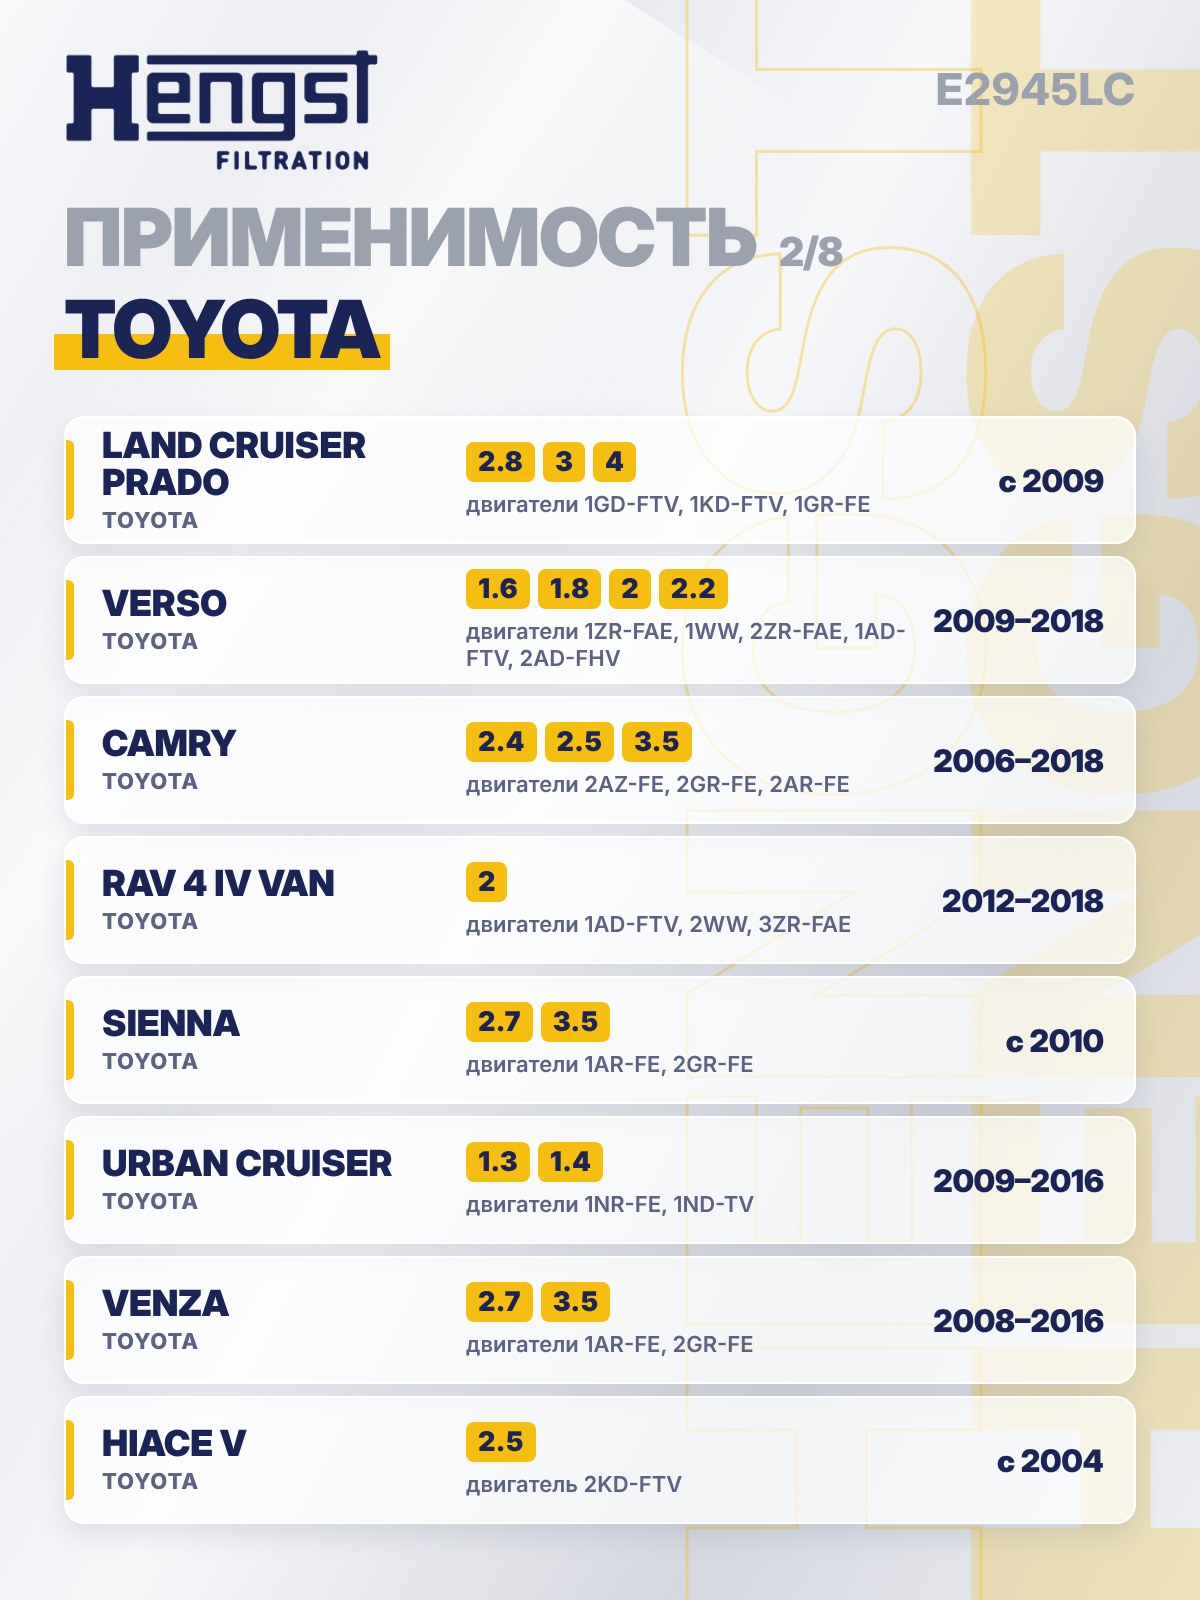 Hengst
FILTRATION
E2945LC
ПРИМЕНИМОСТЬ 2/8
TOYOTA
LAND CRUISER
PRADO
TOYOTA
2.8 3 4
двигатели 1GD-FTV, 1KD-FTV, 1GR-FE
с 2009
VERSO
TOYOTA
1.6 1.8 2 2.2
двигатели 1ZR-FAE, 1WW, 2ZR-FAE, 1AD-
FTV, 2AD-FHV
2009–2018
CAMRY
TOYOTA
2.4 2.5 3.5
двигатели 2AZ-FE, 2GR-FE, 2AR-FE
2006–2018
RAV 4 IV VAN
TOYOTA
2
двигатели 1AD-FTV, 2WW, 3ZR-FAE
2012–2018
SIENNA
TOYOTA
2.7 3.5
двигатели 1AR-FE, 2GR-FE
с 2010
URBAN CRUISER
TOYOTA
1.3 1.4
двигатели 1NR-FE, 1ND-TV
2009–2016
VENZA
TOYOTA
2.7 3.5
двигатели 1AR-FE, 2GR-FE
2008–2016
HIACE V
TOYOTA
2.5
двигатель 2KD-FTV
с 2004
HENGST
HENGST